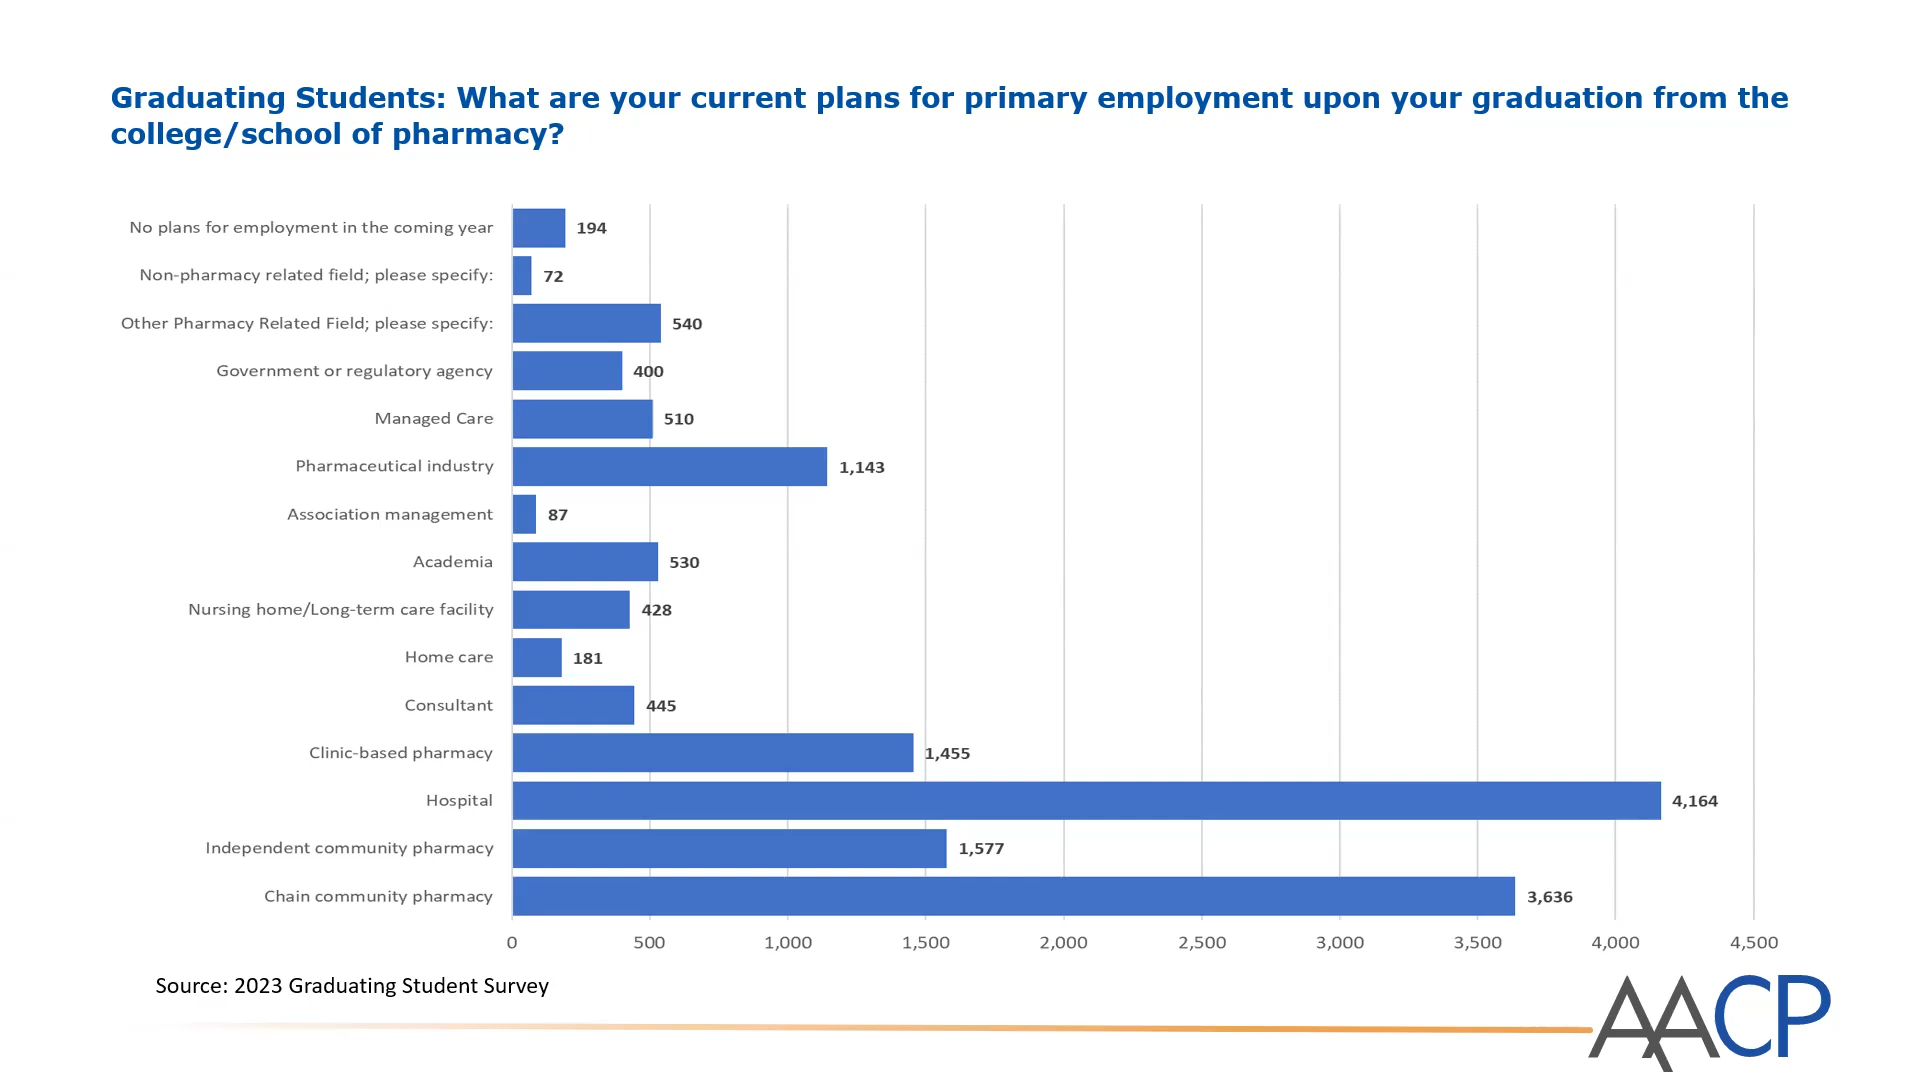 Graduating Students: What are your current plans for primary employment upon your graduation from the
college/school of pharmacy?
No plans for employment in the coming year 194
Non-pharmacy related field; please specify: 72
Other Pharmacy Related Field; please specify: 540
Government or regulatory agency 400
Managed Care 510
Pharmaceutical industry 1,143
Association management 87
Academia 530
Nursing home/Long-term care facility 428
Home care 181
Consultant 445
Clinic-based pharmacy 1,455
Hospital 4,164
Independent community pharmacy 1,577
Chain community pharmacy 3,636
0 500 1,000 1,500 2,000 2,500 3,000 3,500 4,000 4,500
Source: 2023 Graduating Student Survey
AACP